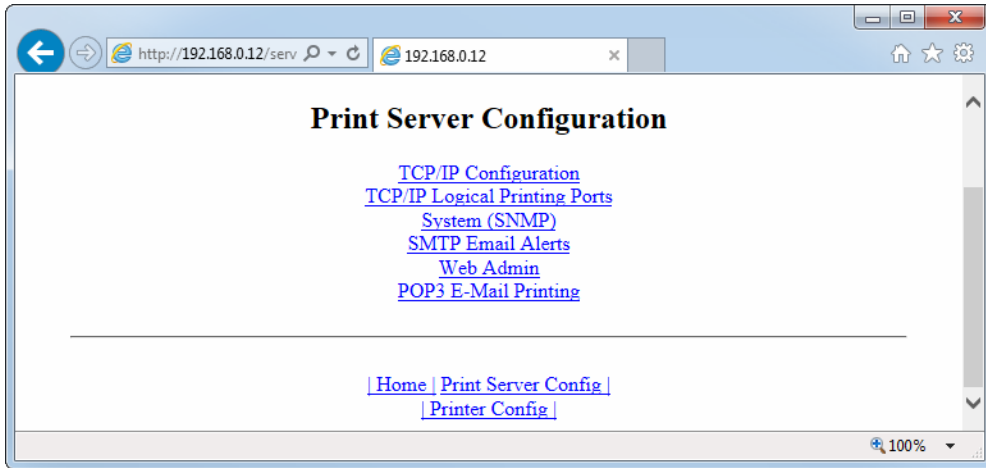 http://192.168.0.12/serv
192.168.0.12
Print Server Configuration
TCP/IP Configuration
TCP/IP Logical Printing Ports
System (SNMP)
SMTP Email Alerts
Web Admin
POP3 E-Mail Printing
| Home | Print Server Config |
| Printer Config |
100%